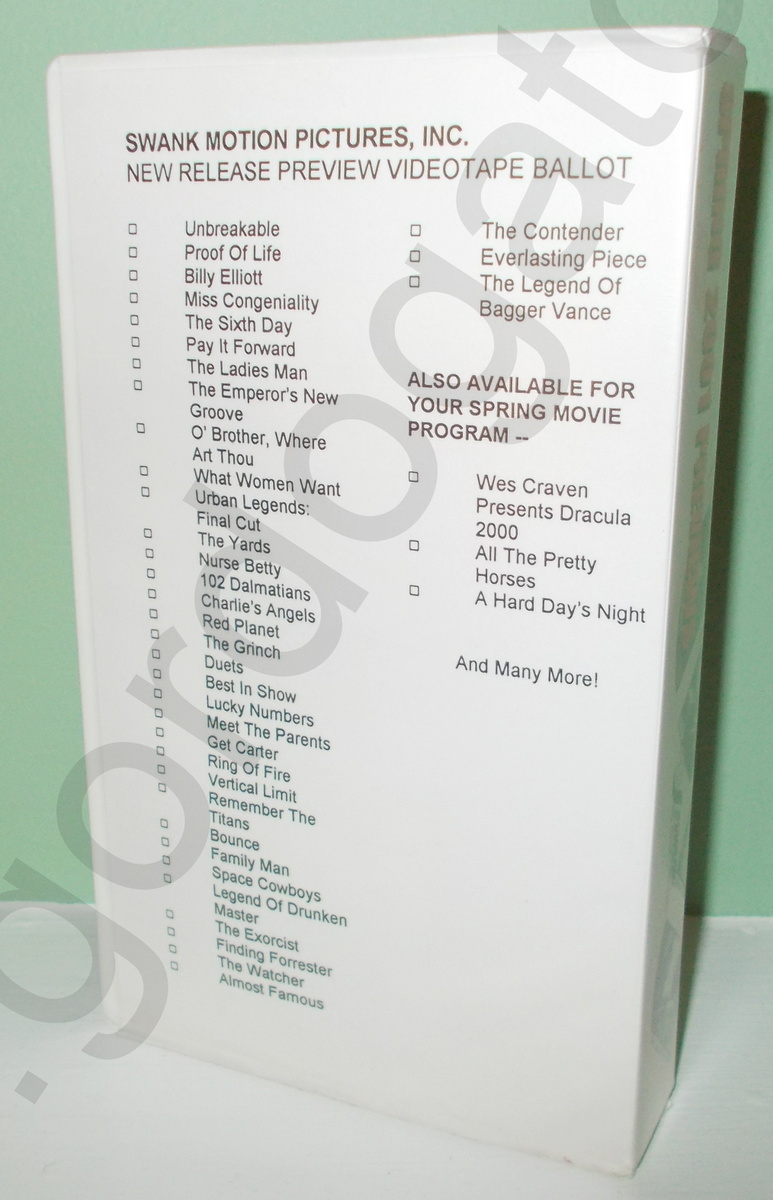 SWANK MOTION PICTURES, INC.
NEW RELEASE PREVIEW VIDEOTAPE BALLOT
Unbreakable
Proof Of Life
Billy Elliott
Miss Congeniality
The Sixth Day
Pay It Forward
The Ladies Man
The Emperor's New
Groove
O' Brother, Where
Art Thou
What Women Want
Urban Legends:
Final Cut
The Yards
Nurse Betty
102 Dalmatians
Charlie's Angels
Red Planet
The Grinch
Duets
Best In Show
Lucky Numbers
Meet The Parents
Get Carter
Ring Of Fire
Vertical Limit
Remember The
Titans
Bounce
Family Man
Space Cowboys
Legend Of Drunken
Master
The Exorcist
Finding Forrester
The Watcher
Almost Famous
The Contender
Everlasting Piece
The Legend Of
Bagger Vance
ALSO AVAILABLE FOR
YOUR SPRING MOVIE
PROGRAM --
Wes Craven
Presents Dracula
2000
All The Pretty
Horses
A Hard Day's Night
And Many More!
.gordogato